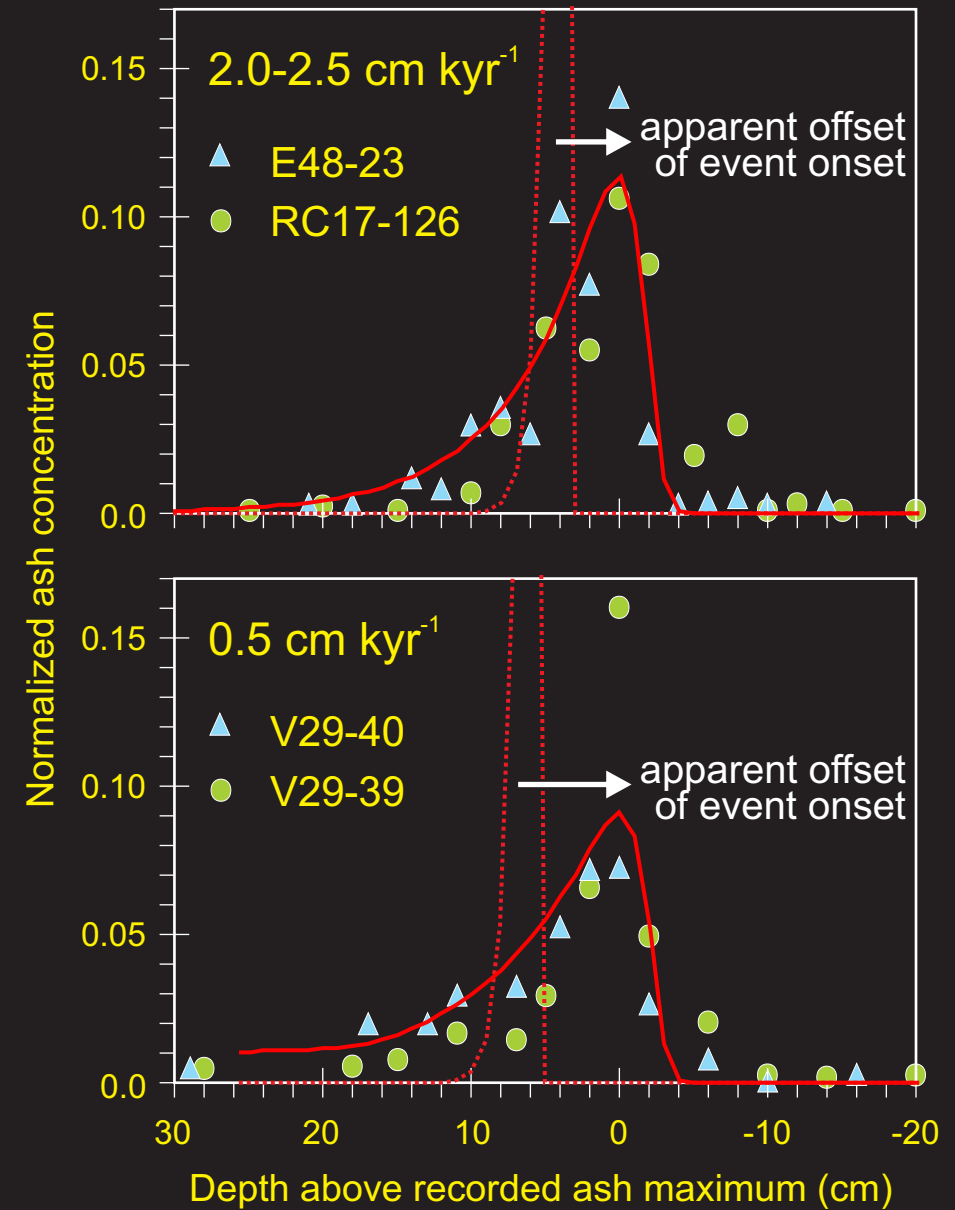 Normalized ash concentration
0.15
0.10
0.05
0.0
2.0-2.5 cm kyr⁻¹
E48-23
RC17-126
apparent offset
of event onset
0.15
0.10
0.05
0.0
0.5 cm kyr⁻¹
V29-40
V29-39
apparent offset
of event onset
30 20 10 0 -10 -20
Depth above recorded ash maximum (cm)